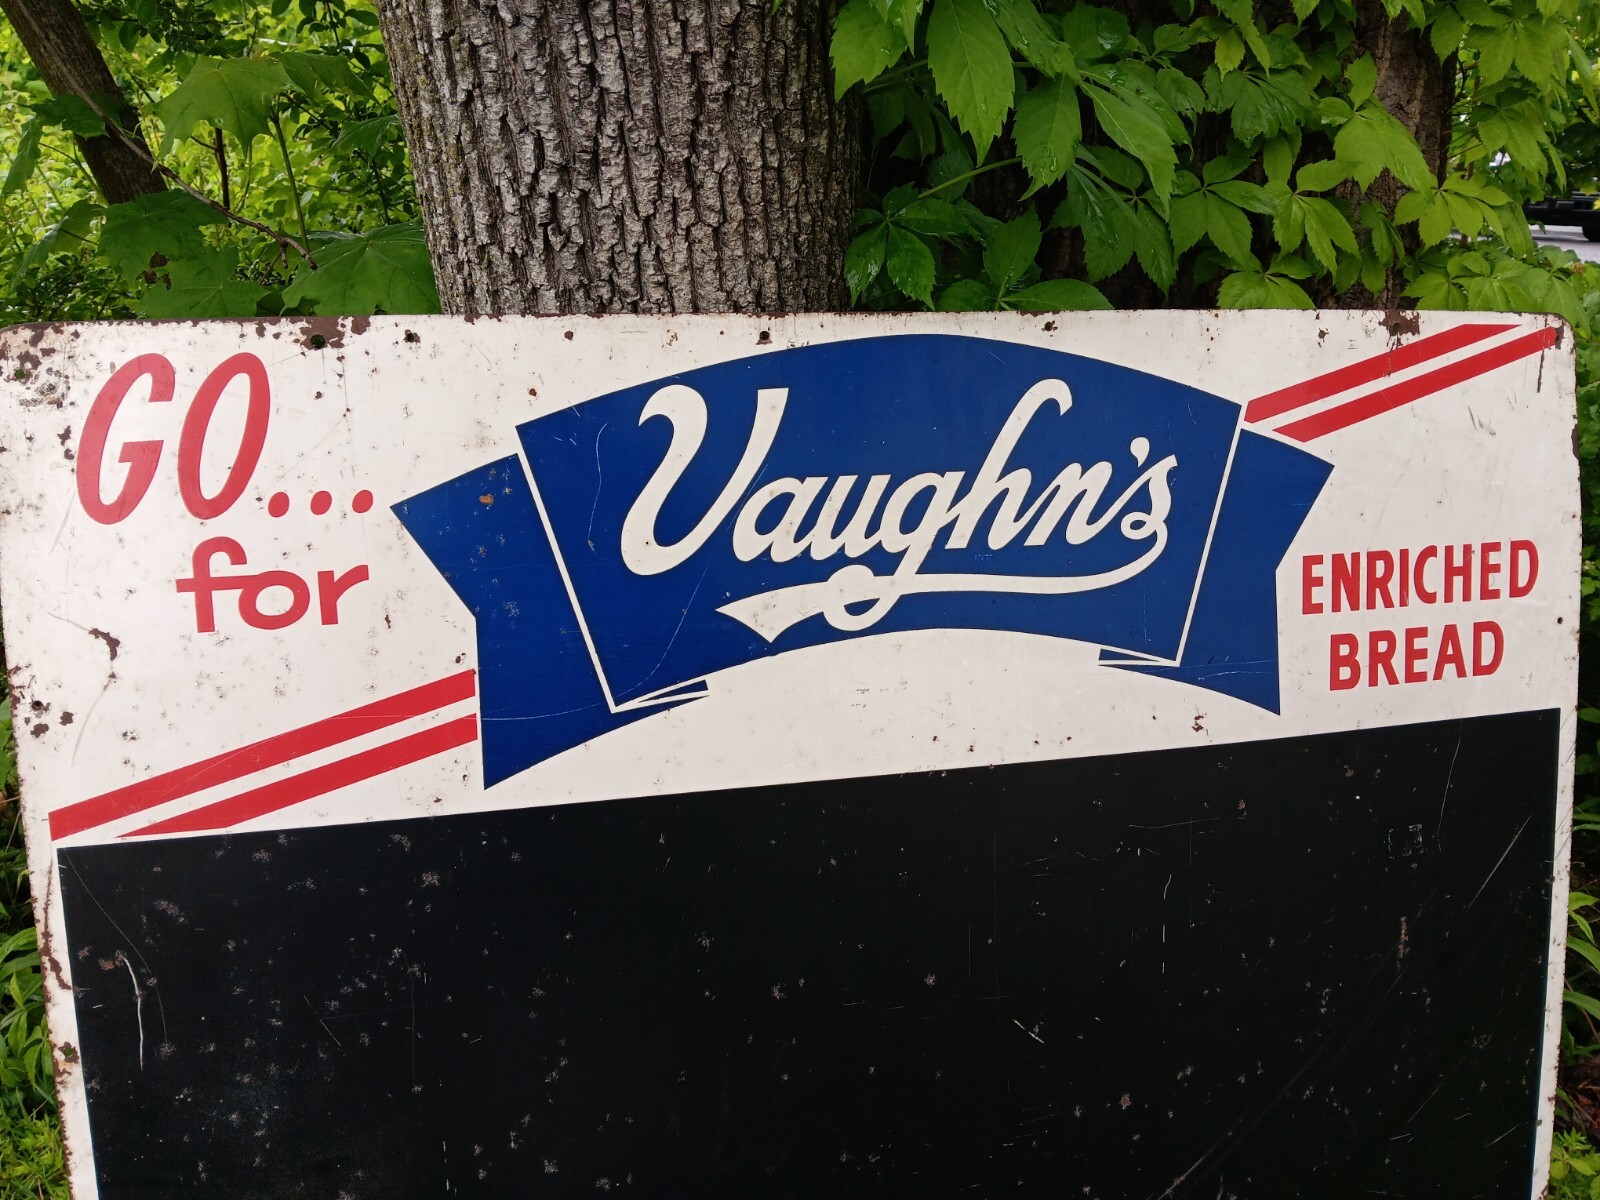 GO...
for
Vaughn's
ENRICHED
BREAD